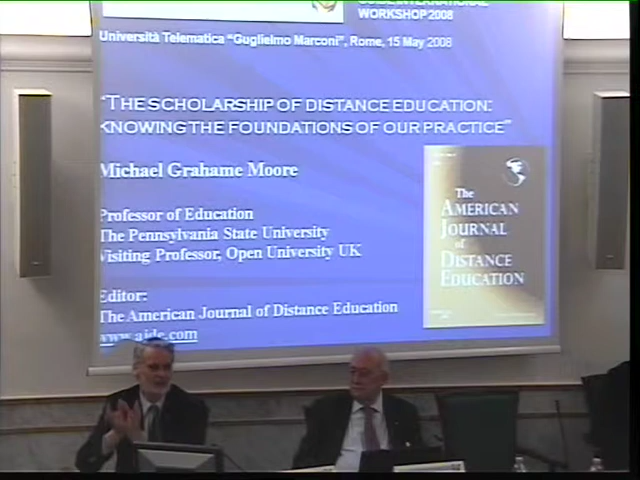 GUIDE INTERNATIONAL
WORKSHOP 2008
Università Telematica "Guglielmo Marconi", Rome, 15 May 2008
"THE SCHOLARSHIP OF DISTANCE EDUCATION:
KNOWING THE FOUNDATIONS OF OUR PRACTICE"
Michael Grahame Moore
Professor of Education
The Pennsylvania State University
Visiting Professor, Open University UK
Editor:
The American Journal of Distance Education
www.ajde.com
The
AMERICAN
JOURNAL
of
DISTANCE
EDUCATION